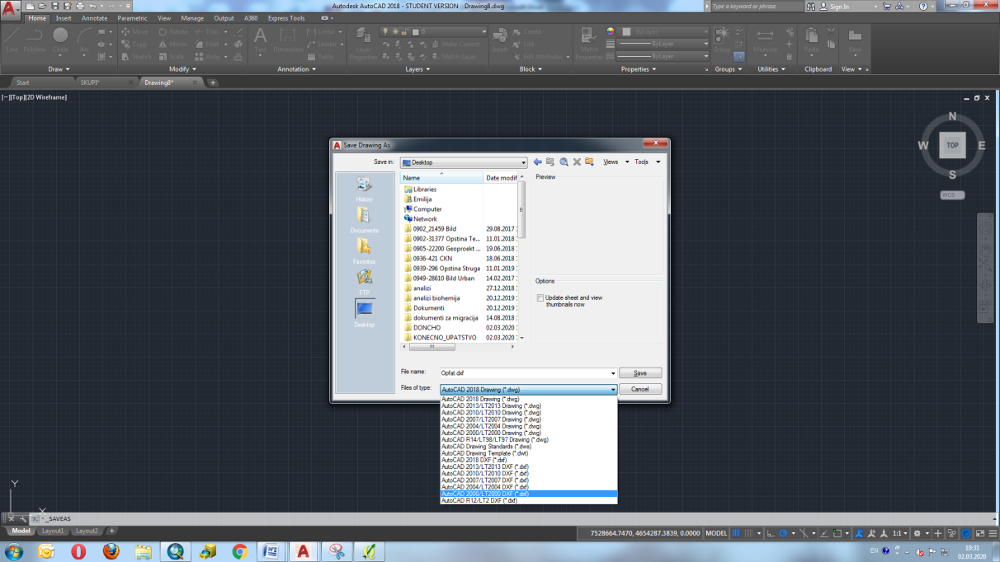 Autodesk AutoCAD 2018 - STUDENT VERSION Drawing8.dwg
Type a keyword or phrase
Sign In
Home Insert Annotate Parametric View Manage Output A360 Express Tools
Line Polyline Circle Arc
Move Rotate Trim
Copy Mirror Fillet
Stretch Scale Array
Text Dimension
Linear
Leader
Table
Layer Properties
0
Make Current
Match Layer
Insert
Create
Edit
Edit Attributes
Match Properties
ByLayer
ByLayer
ByLayer
Group
Measure
Paste
Base
Draw Modify Annotation Layers Block Properties Groups Utilities Clipboard View
Start SKUPI* Drawing8*
[−][Top][2D Wireframe]
N
W TOP E
S
WCS
Save Drawing As
Save in: Desktop Views Tools
History
Documents
Favorites
FTP
Desktop
Name Date modif
Libraries
Emilija
Computer
Network
0902_21459 Bild 29.08.2017
0902-31377 Opstina Te... 11.01.2018
0905-22200 Geoproekt ... 19.06.2018
0936-421 CKN 18.06.2018
0939-296 Opstina Struga 11.01.2019
0949-28610 Bild Urban 14.02.2017
analizi 27.12.2018
analizi biohemija 20.12.2019
Dokumenti 20.12.2019
dokumenti za migracija 14.08.2018
DONCHO 02.03.2020
KONECNO_UPATSTVO 02.03.2020
Preview
Options
Update sheet and view
thumbnails now
File name: Opfat.dxf Save
Files of type: AutoCAD 2018 Drawing (*.dwg) Cancel
AutoCAD 2018 Drawing (*.dwg)
AutoCAD 2013/LT2013 Drawing (*.dwg)
AutoCAD 2010/LT2010 Drawing (*.dwg)
AutoCAD 2007/LT2007 Drawing (*.dwg)
AutoCAD 2004/LT2004 Drawing (*.dwg)
AutoCAD 2000/LT2000 Drawing (*.dwg)
AutoCAD R14/LT98/LT97 Drawing (*.dwg)
AutoCAD Drawing Standards (*.dws)
AutoCAD Drawing Template (*.dwt)
AutoCAD 2018 DXF (*.dxf)
AutoCAD 2013/LT2013 DXF (*.dxf)
AutoCAD 2010/LT2010 DXF (*.dxf)
AutoCAD 2007/LT2007 DXF (*.dxf)
AutoCAD 2004/LT2004 DXF (*.dxf)
AutoCAD 2000/LT2000 DXF (*.dxf)
AutoCAD R12/LT2 DXF (*.dxf)
Y
X
_SAVEAS
Model Layout1 Layout2
7528664.7470, 4654287.3839, 0.0000 MODEL 1:1
EN
10:31
02.03.2020